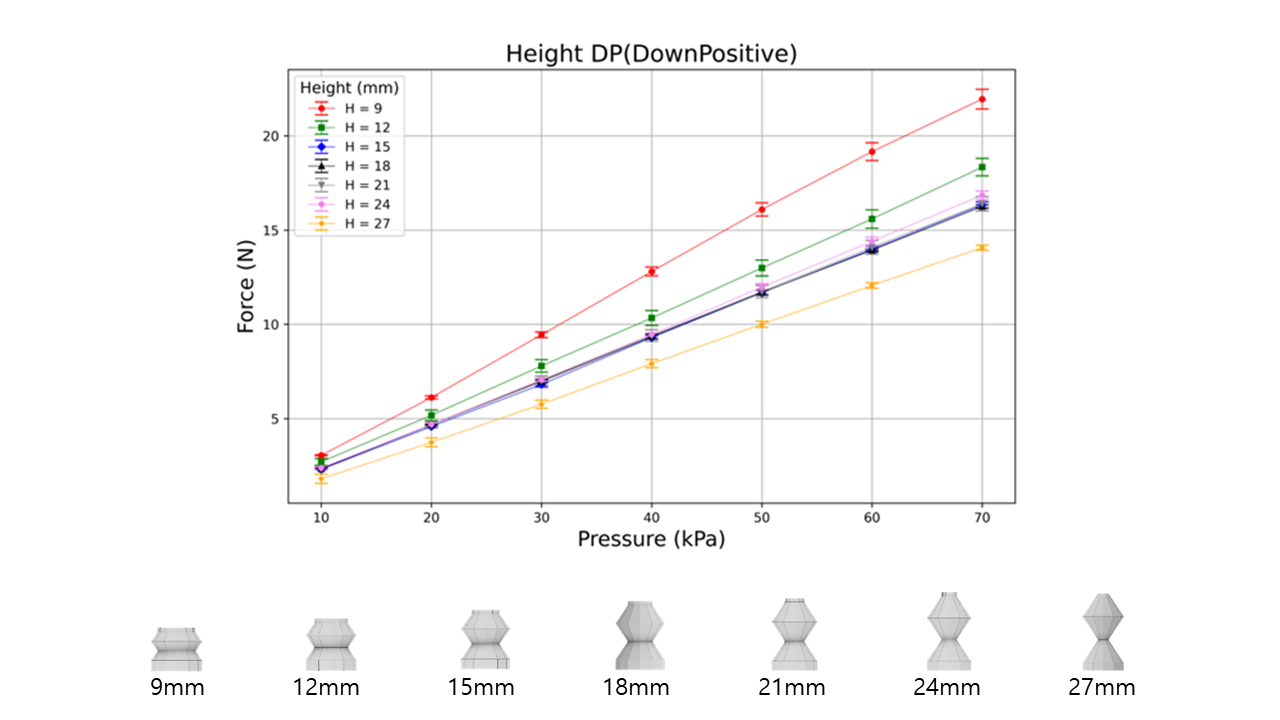 Height DP(DownPositive)
Height (mm)
H = 9
H = 12
H = 15
H = 18
H = 21
H = 24
H = 27
Force (N)
20
15
10
5
10 20 30 40 50 60 70
Pressure (kPa)
9mm 12mm 15mm 18mm 21mm 24mm 27mm